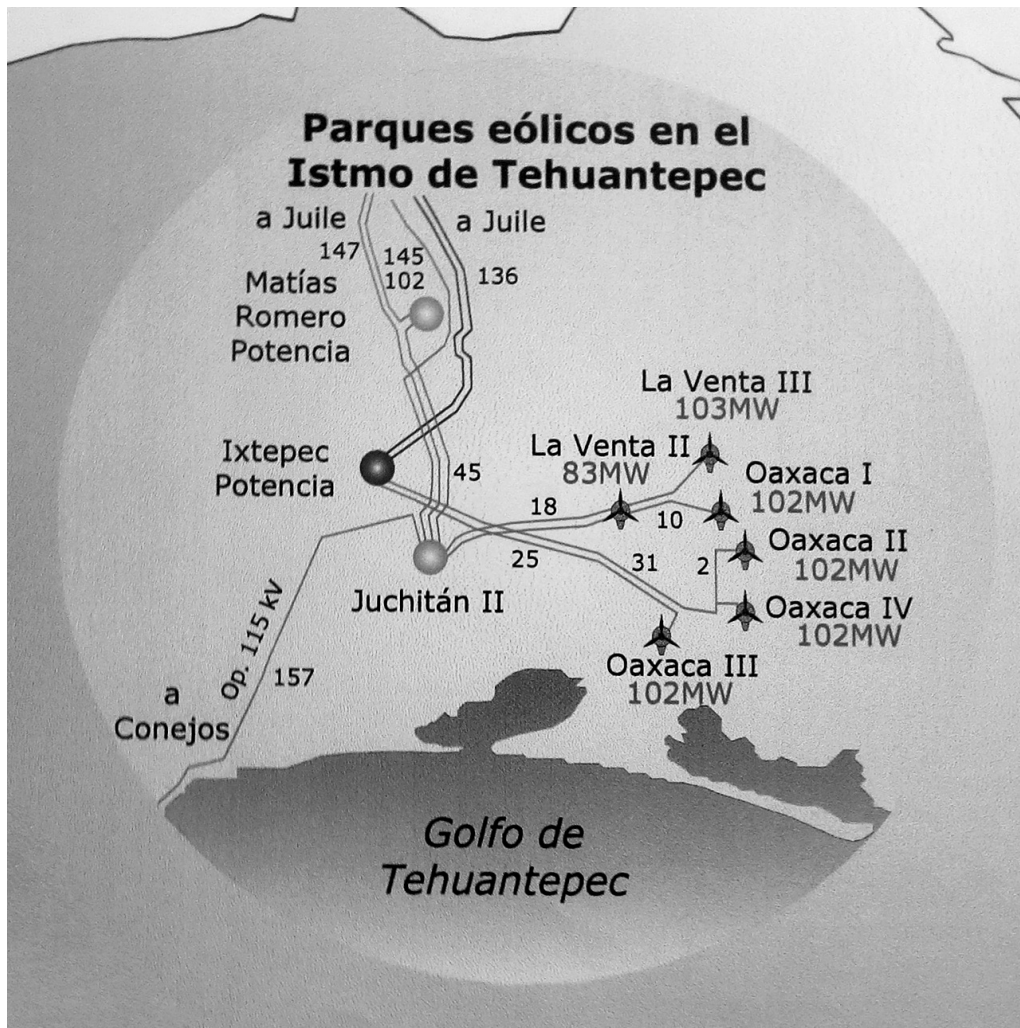 Parques eólicos en el
Istmo de Tehuantepec
a Juile
a Juile
147
145
102
136
Matías
Romero
Potencia
La Venta III
103MW
Ixtepec
Potencia
45
La Venta II
83MW
Oaxaca I
102MW
18
10
Oaxaca II
102MW
25
31
2
Juchitán II
Oaxaca IV
102MW
Oaxaca III
102MW
Op. 115 kV
157
a
Conejos
Golfo de
Tehuantepec